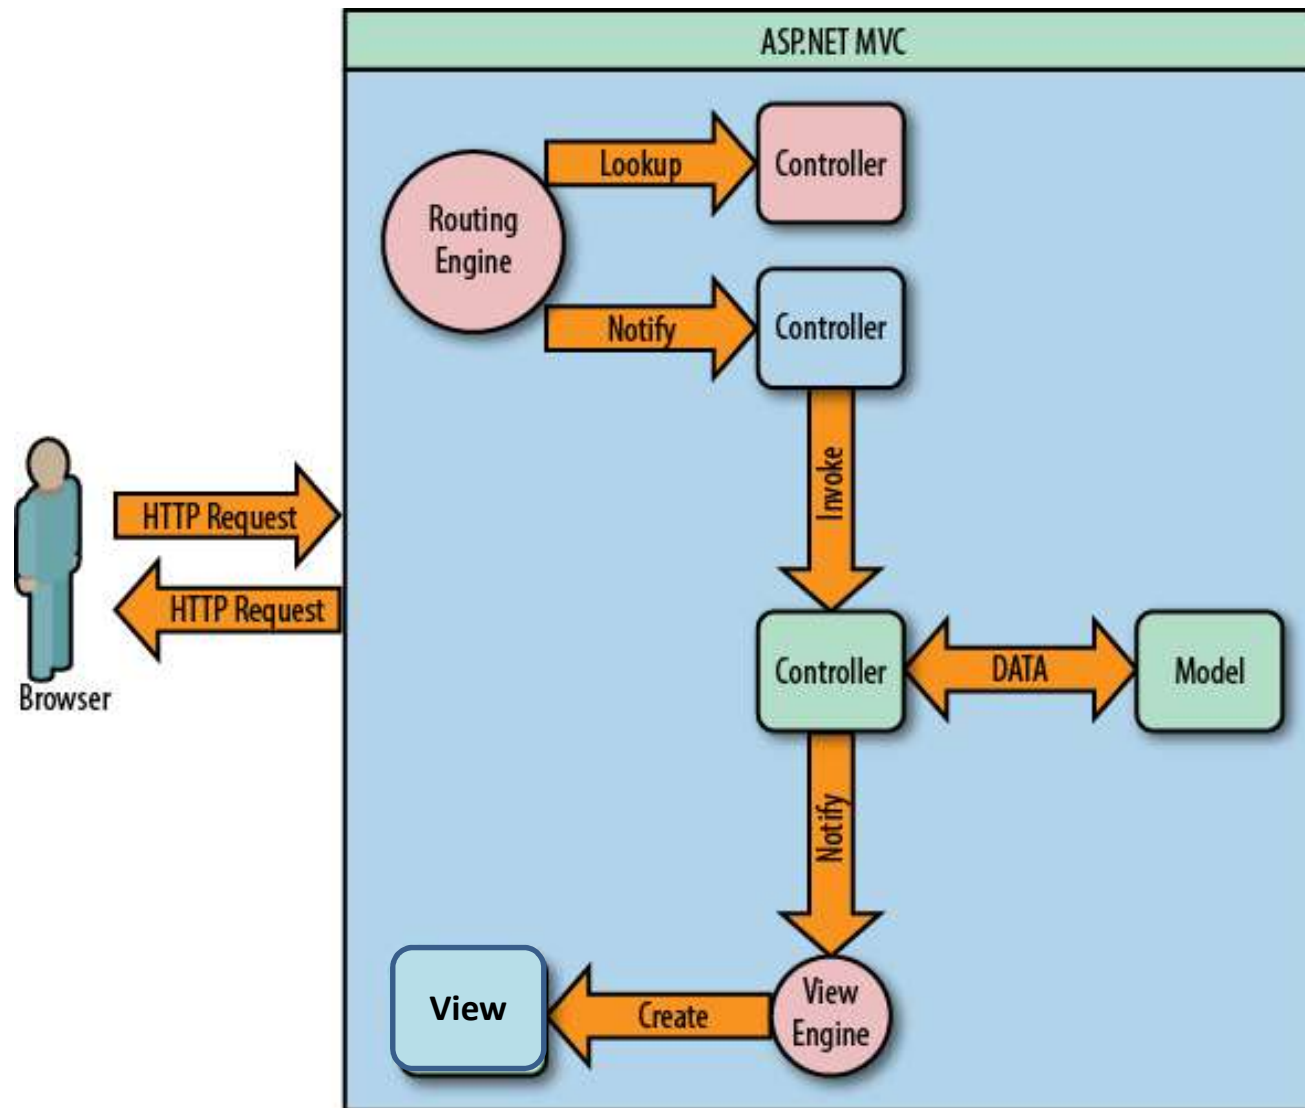 ASP.NET MVC
Lookup
Controller
Routing
Engine
Notify
Controller
Invoke
HTTP Request
HTTP Request
Browser
Controller
DATA
Model
Notify
View
Create
View
Engine